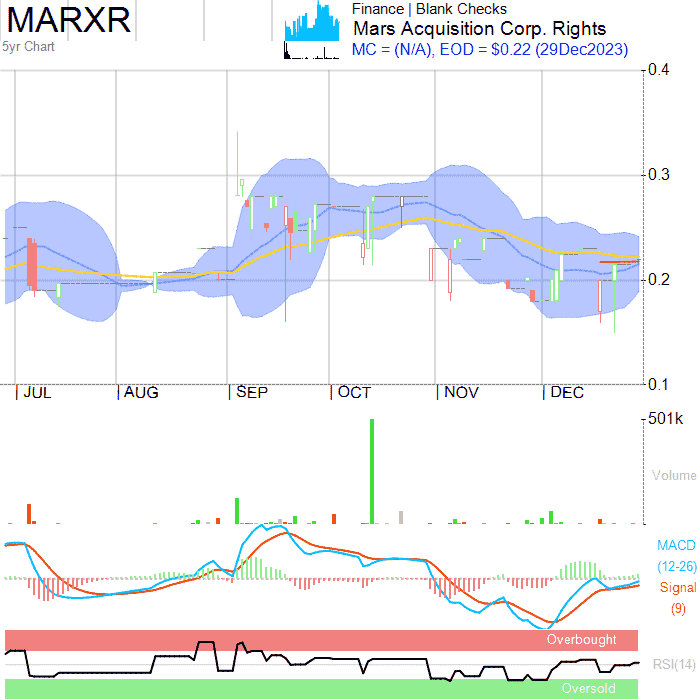 MARXR
5yr Chart
Finance | Blank Checks
Mars Acquisition Corp. Rights
MC = (N/A), EOD = $0.22 (29Dec2023)
0.4
0.3
0.2
0.1
JUL AUG SEP OCT NOV DEC
501k
Volume
MACD
(12-26)
Signal
(9)
Overbought
RSI(14)
Oversold